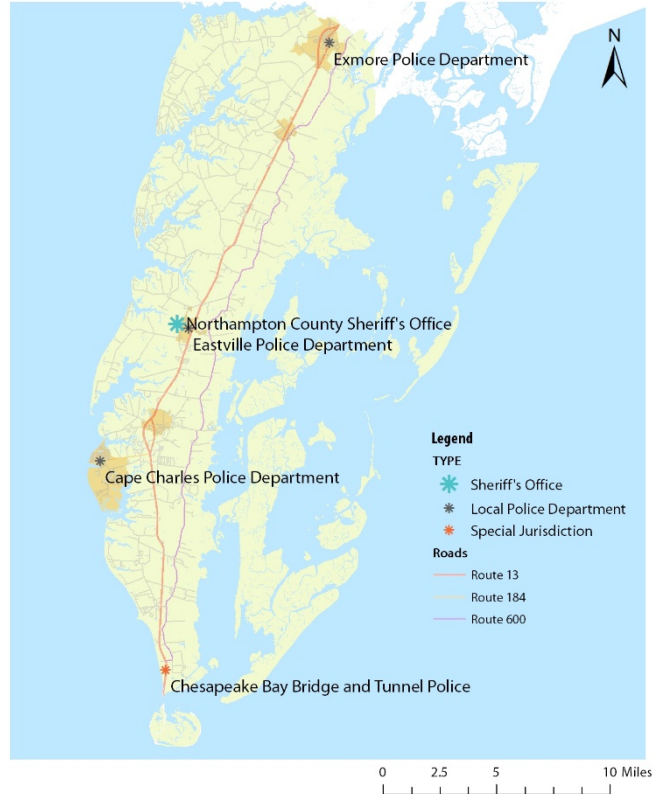 N
Exmore Police Department
Northampton County Sheriff's Office
Eastville Police Department
Cape Charles Police Department
Chesapeake Bay Bridge and Tunnel Police
Legend
TYPE
Sheriff's Office
Local Police Department
Special Jurisdiction
Roads
Route 13
Route 184
Route 600
0 2.5 5 10 Miles